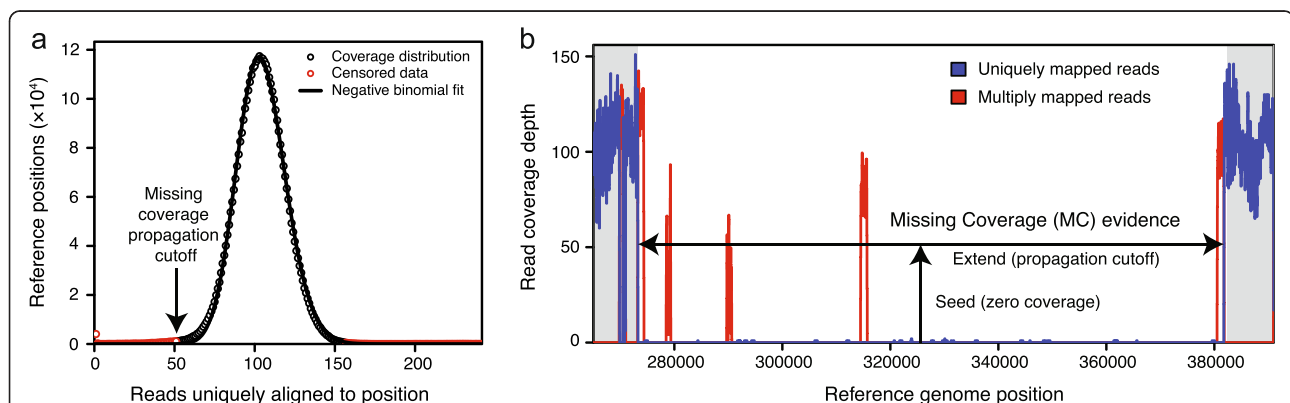 a
12
10
8
6
4
2
0
Reference positions (×10⁴)
Coverage distribution
Censored data
Negative binomial fit
Missing
coverage
propagation
cutoff
0
50
100
150
200
Reads uniquely aligned to position
b
150
100
50
0
Read coverage depth
Uniquely mapped reads
Multiply mapped reads
Missing Coverage (MC) evidence
Extend (propagation cutoff)
Seed (zero coverage)
280000
300000
320000
340000
360000
380000
Reference genome position